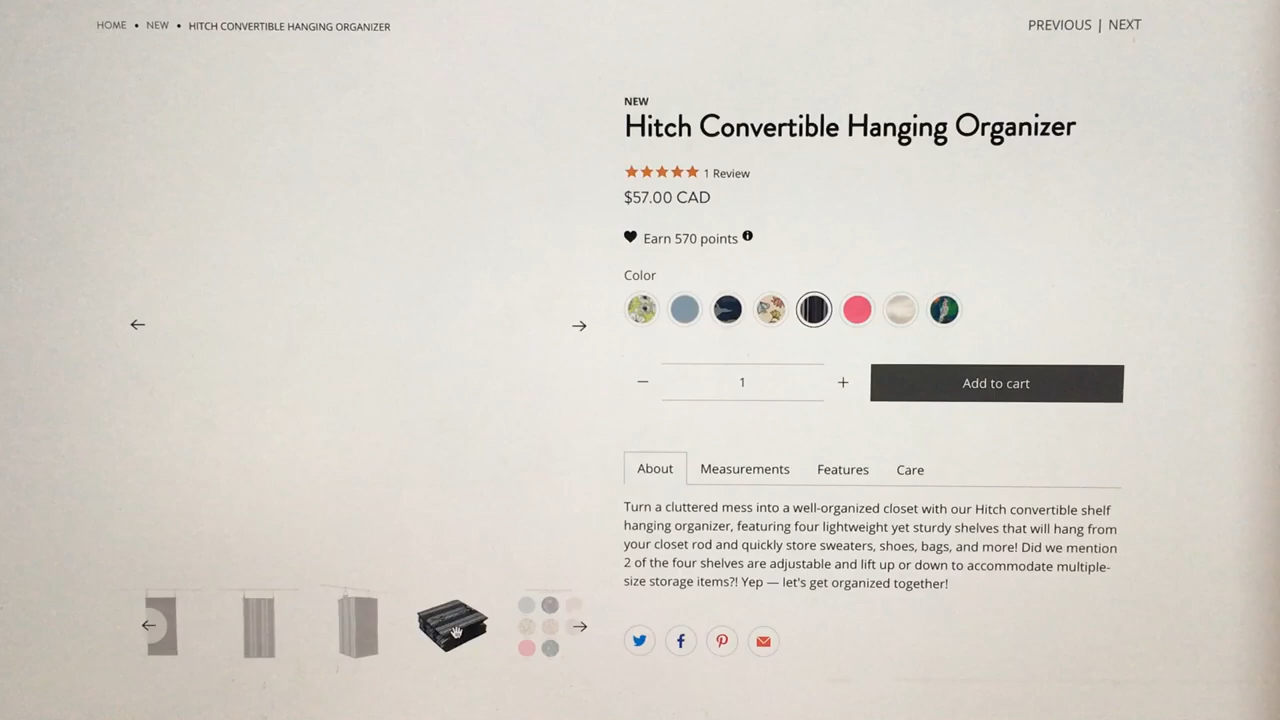 HOME • NEW • HITCH CONVERTIBLE HANGING ORGANIZER
PREVIOUS | NEXT
NEW
Hitch Convertible Hanging Organizer
1 Review
$57.00 CAD
Earn 570 points
Color
1
Add to cart
About Measurements Features Care
Turn a cluttered mess into a well-organized closet with our Hitch convertible shelf
hanging organizer, featuring four lightweight yet sturdy shelves that will hang from
your closet rod and quickly store sweaters, shoes, bags, and more! Did we mention
2 of the four shelves are adjustable and lift up or down to accommodate multiple-
size storage items?! Yep — let's get organized together!